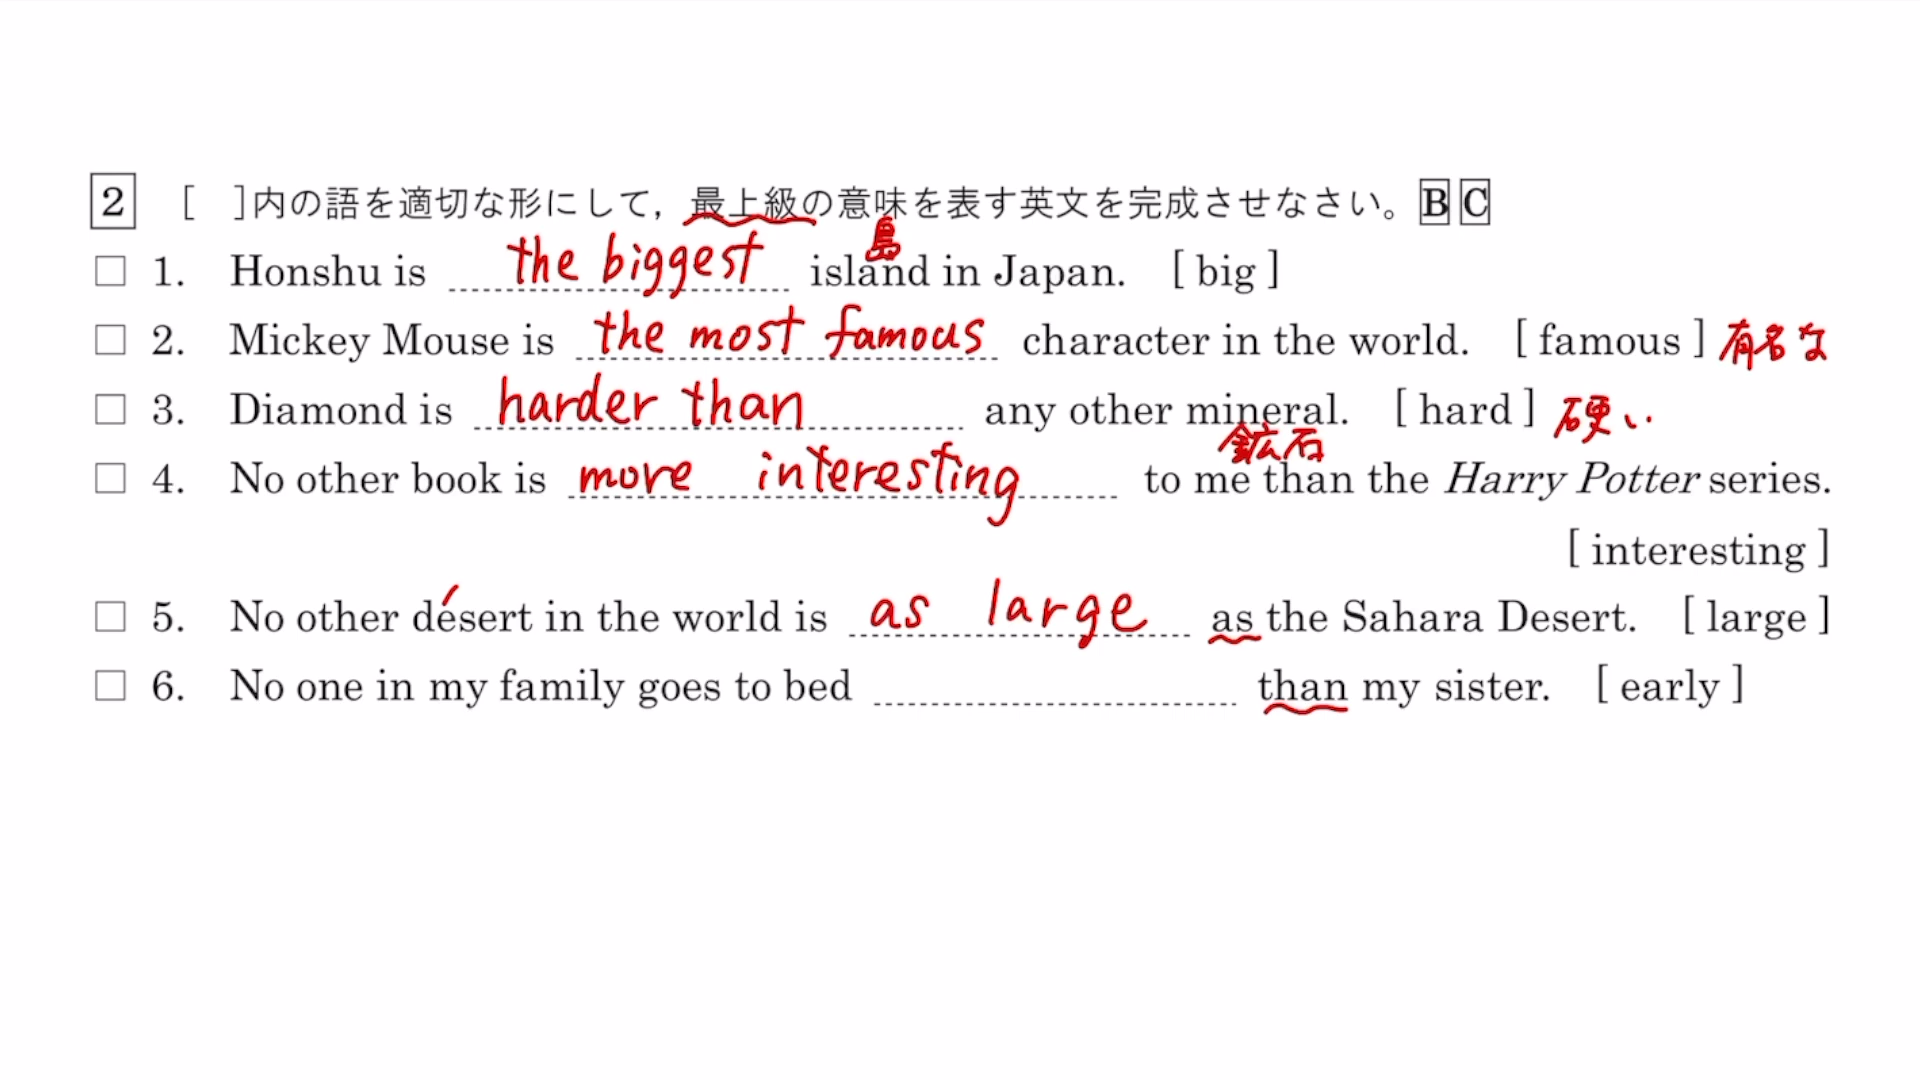 2 [ ]内の語を適切な形にして，最上級の意味を表す英文を完成させなさい。B C
島
□ 1. Honshu is the biggest island in Japan. [ big ]
□ 2. Mickey Mouse is the most famous character in the world. [ famous ] 有名な
□ 3. Diamond is harder than any other mineral. [ hard ] 硬い
鉱石
□ 4. No other book is more interesting to me than the Harry Potter series.
[ interesting ]
□ 5. No other désert in the world is as large as the Sahara Desert. [ large ]
□ 6. No one in my family goes to bed than my sister. [ early ]